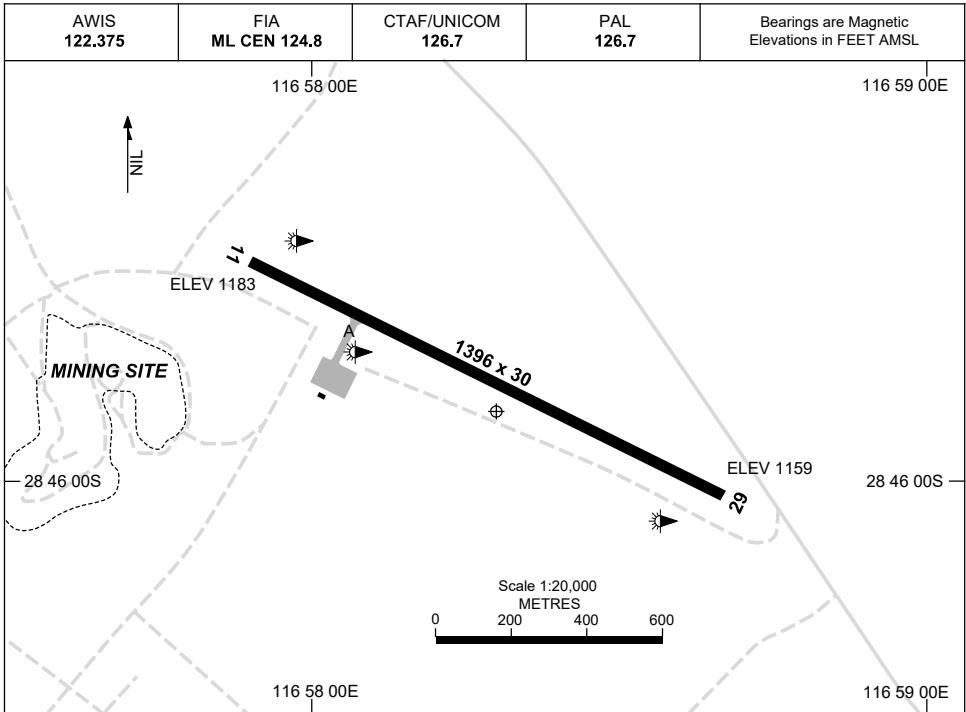 AWIS
122.375
FIA
ML CEN 124.8
CTAF/UNICOM
126.7
PAL
126.7
Bearings are Magnetic
Elevations in FEET AMSL
116 58 00E
116 59 00E
NIL
11
ELEV 1183
A
1396 x 30
MINING SITE
ELEV 1159
28 46 00S
28 46 00S
29
Scale 1:20,000
METRES
0 200 400 600
116 58 00E
116 59 00E